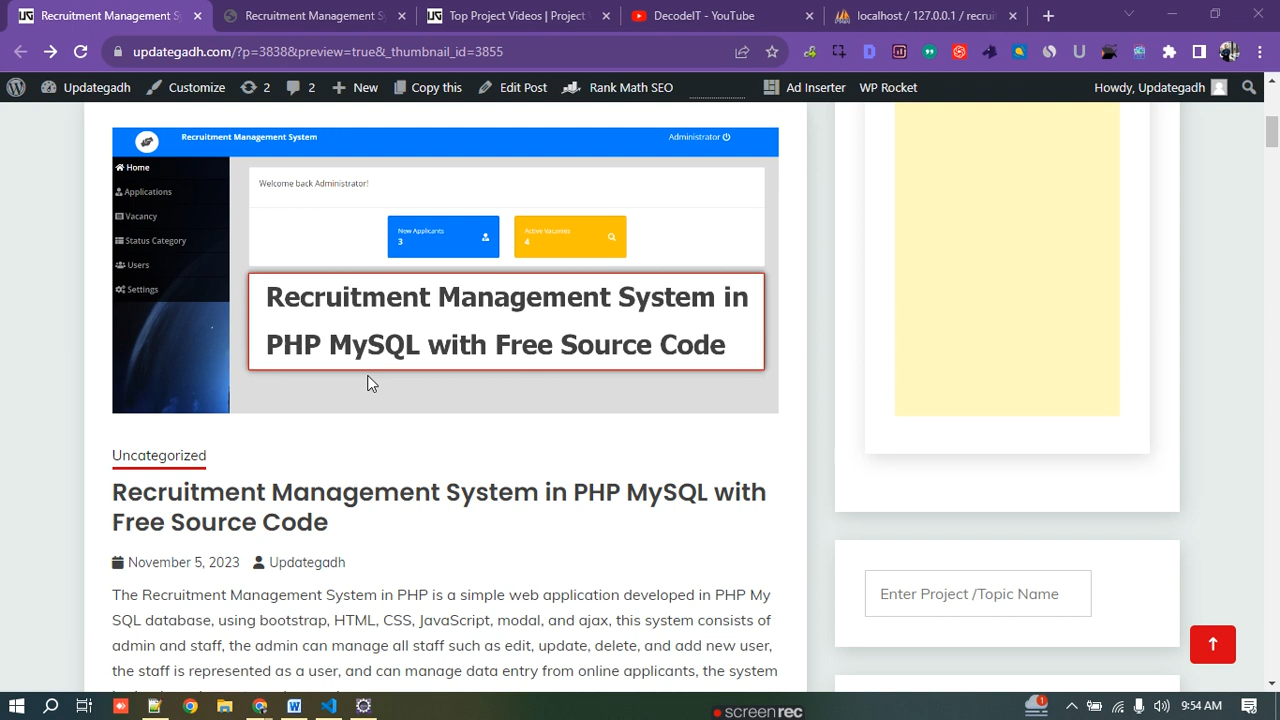 Recruitment Management S
Recruitment Management S
Top Project Videos | Project
DecodeIT - YouTube
localhost / 127.0.0.1 / recrui
updategadh.com/?p=3838&preview=true&_thumbnail_id=3855
Updategadh
Customize
2
2
New
Copy this
Edit Post
Rank Math SEO
Ad Inserter
WP Rocket
Howdy, Updategadh
Recruitment Management System
Administrator
Home
Applications
Vacancy
Status Category
Users
Settings
Welcome back Administrator!
New Applicants
3
Active Vacancies
4
Recruitment Management System in
PHP MySQL with Free Source Code
Uncategorized
Recruitment Management System in PHP MySQL with
Free Source Code
November 5, 2023 Updategadh
The Recruitment Management System in PHP is a simple web application developed in PHP My
SQL database, using bootstrap, HTML, CSS, JavaScript, modal, and ajax, this system consists of
admin and staff, the admin can manage all staff such as edit, update, delete, and add new user,
the staff is represented as a user, and can manage data entry from online applicants, the system
Enter Project /Topic Name
1
9:54 AM
screenrec